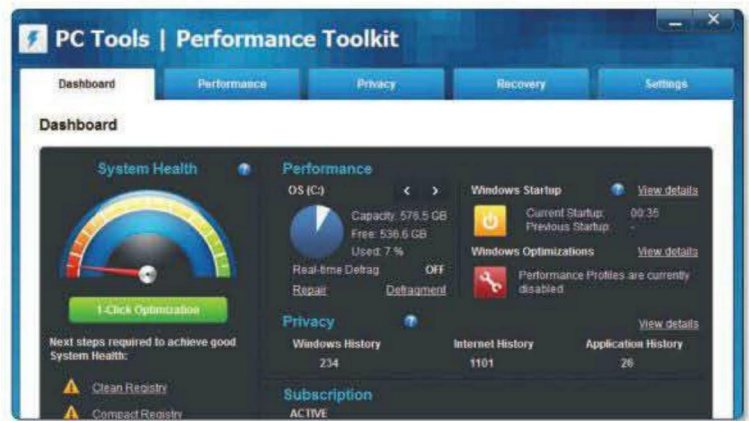 PC Tools | Performance Toolkit
Dashboard Performance Privacy Recovery Settings
Dashboard
System Health
1-Click Optimization
Next steps required to achieve good
System Health:
Clean Registry
Compact Registry
Performance
OS (C:)
Capacity: 576.5 GB
Free: 536.6 GB
Used: 7 %
Real-time Defrag OFF
Repair Defragment
Windows Startup View details
Current Startup: 00:35
Previous Startup: -
Windows Optimizations View details
Performance Profiles are currently
disabled
Privacy View details
Windows History Internet History Application History
234 1101 26
Subscription
ACTIVE